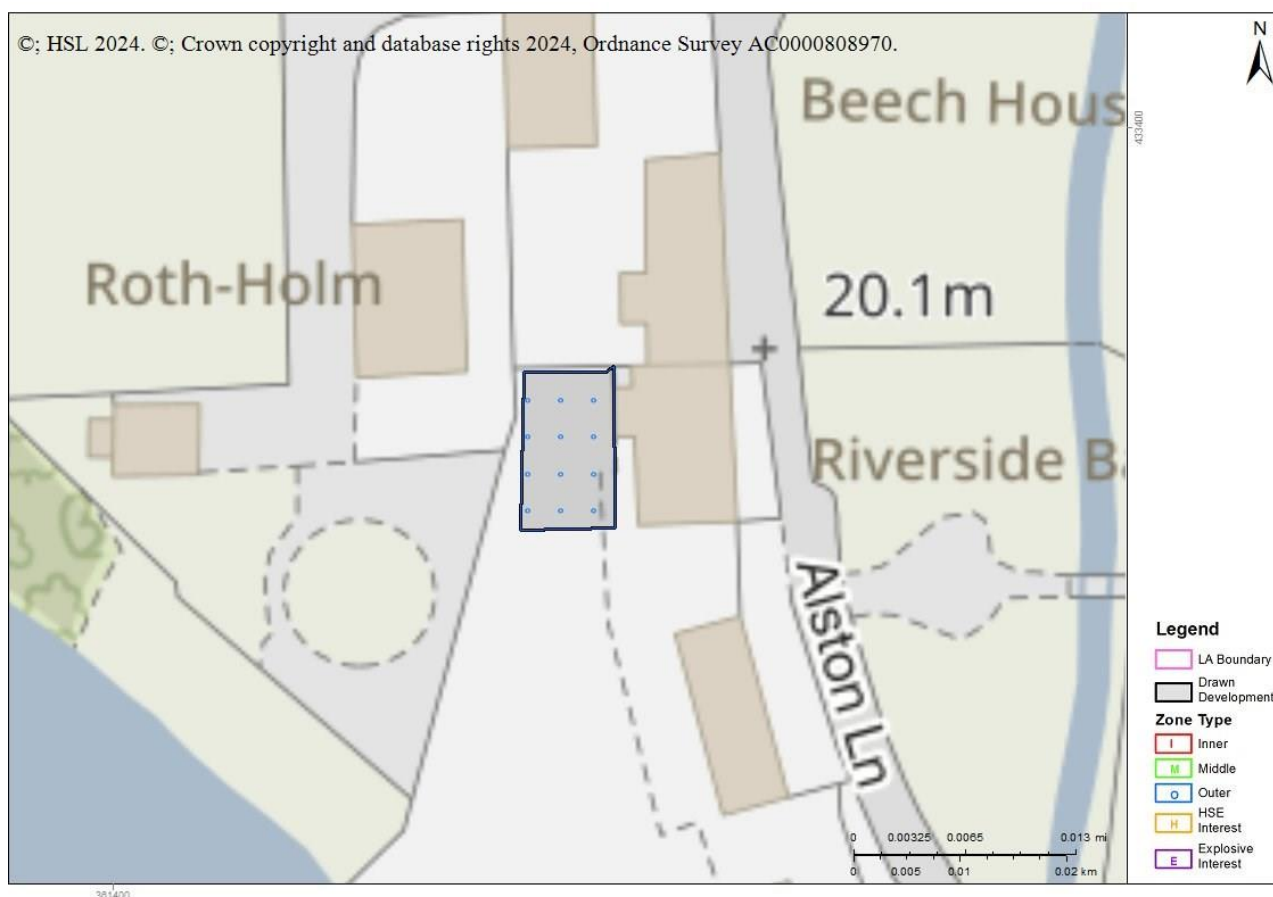 ©; HSL 2024. ©; Crown copyright and database rights 2024, Ordnance Survey AC0000808970.
N
Beech Hous
433400
Roth-Holm
20.1m
Riverside Ba
Alston Ln
Legend
LA Boundary
Drawn
Development
Zone Type
I Inner
M Middle
O Outer
H HSE
Interest
E Explosive
Interest
0 0.00325 0.0065 0.013 mi
0 0.005 0.01 0.02 km
361400